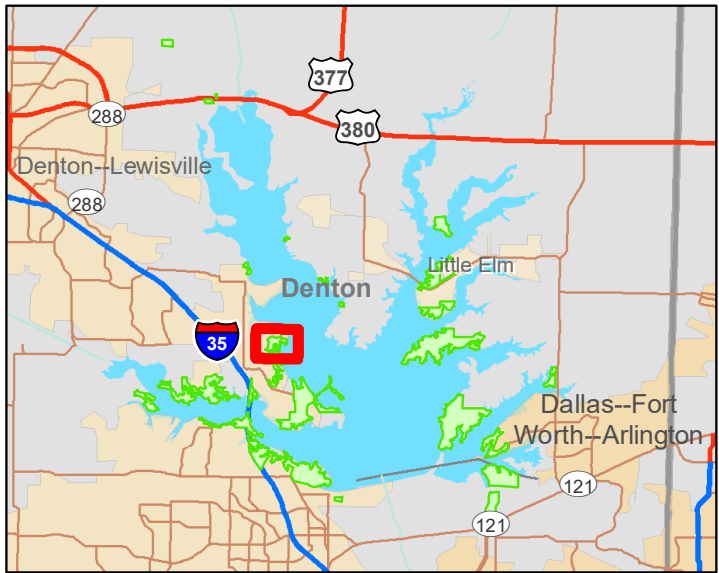 377
380
288
Denton--Lewisville
288
Little Elm
Denton
35
Dallas--Fort
Worth--Arlington
121
121